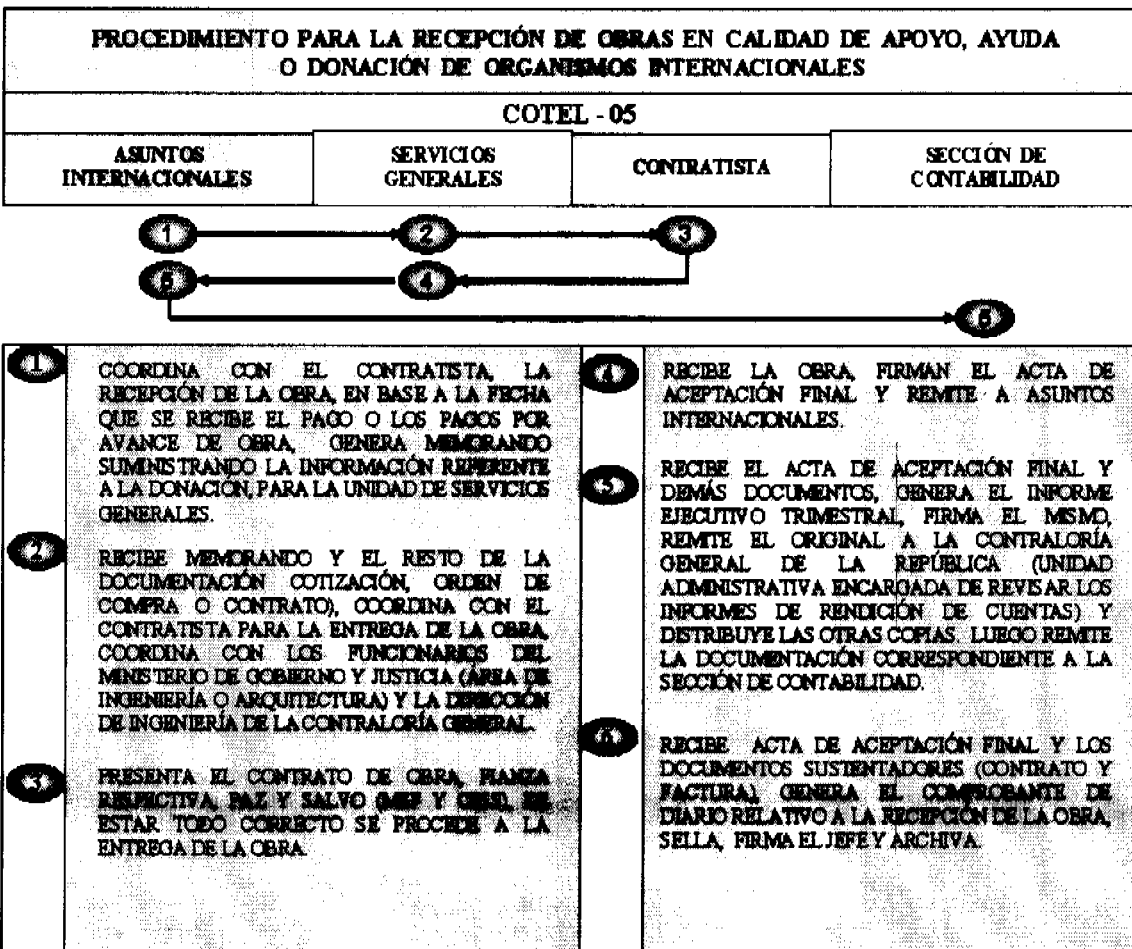 PROCEDIMIENTO PARA LA RECEPCIÓN DE OBRAS EN CALIDAD DE APOYO, AYUDA
O DONACIÓN DE ORGANISMOS INTERNACIONALES
COTEL - 05
ASUNTOS
INTERNACIONALES
SERVICIOS
GENERALES
CONTRATISTA
SECCIÓN DE
CONTABILIDAD
1 2 3
5 4
6
1
COORDINA CON EL CONTRATISTA, LA
RECEPCIÓN DE LA OBRA, EN BASE A LA FECHA
QUE SE RECIBE EL PAGO O LOS PAGOS POR
AVANCE DE OBRA, GENERA MEMORANDO
SUMINISTRANDO LA INFORMACIÓN REFERENTE
A LA DONACIÓN, PARA LA UNIDAD DE SERVICIOS
GENERALES.
2
RECIBE MEMORANDO Y EL RESTO DE LA
DOCUMENTACIÓN COTIZACIÓN, ORDEN DE
COMPRA O CONTRATO), COORDINA CON EL
CONTRATISTA PARA LA ENTREGA DE LA OBRA,
COORDINA CON LOS FUNCIONARIOS DEL
MINISTERIO DE GOBIERNO Y JUSTICIA (ÁREA DE
INGENIERÍA O ARQUITECTURA) Y LA DIRECCIÓN
DE INGENIERÍA DE LA CONTRALORÍA GENERAL.
3
PRESENTA EL CONTRATO DE OBRA, FIANZA
RESPECTIVA, PAZ Y SALVO (MEF Y DE
ESTAR TODO CORRECTO SE PROCEDE A LA
ENTREGA DE LA OBRA.
4
RECIBE LA OBRA, FIRMAN EL ACTA DE
ACEPTACIÓN FINAL Y REMITE A ASUNTOS
INTERNACIONALES.
5
RECIBE EL ACTA DE ACEPTACIÓN FINAL Y
DEMÁS DOCUMENTOS, GENERA EL INFORME
EJECUTIVO TRIMESTRAL, FIRMA EL MISMO,
REMITE EL ORIGINAL A LA CONTRALORÍA
GENERAL DE LA REPÚBLICA (UNIDAD
ADMINISTRATIVA ENCARGADA DE REVISAR LOS
INFORMES DE RENDICIÓN DE CUENTAS) Y
DISTRIBUYE LAS OTRAS COPIAS. LUEGO REMITE
LA DOCUMENTACIÓN CORRESPONDIENTE A LA
SECCIÓN DE CONTABILIDAD.
6
RECIBE ACTA DE ACEPTACIÓN FINAL Y LOS
DOCUMENTOS SUSTENTADORES (CONTRATO Y
FACTURA), GENERA EL COMPROBANTE DE
DIARIO RELATIVO A LA RECEPCIÓN DE LA OBRA,
SELLA, FIRMA EL JEFE Y ARCHIVA.